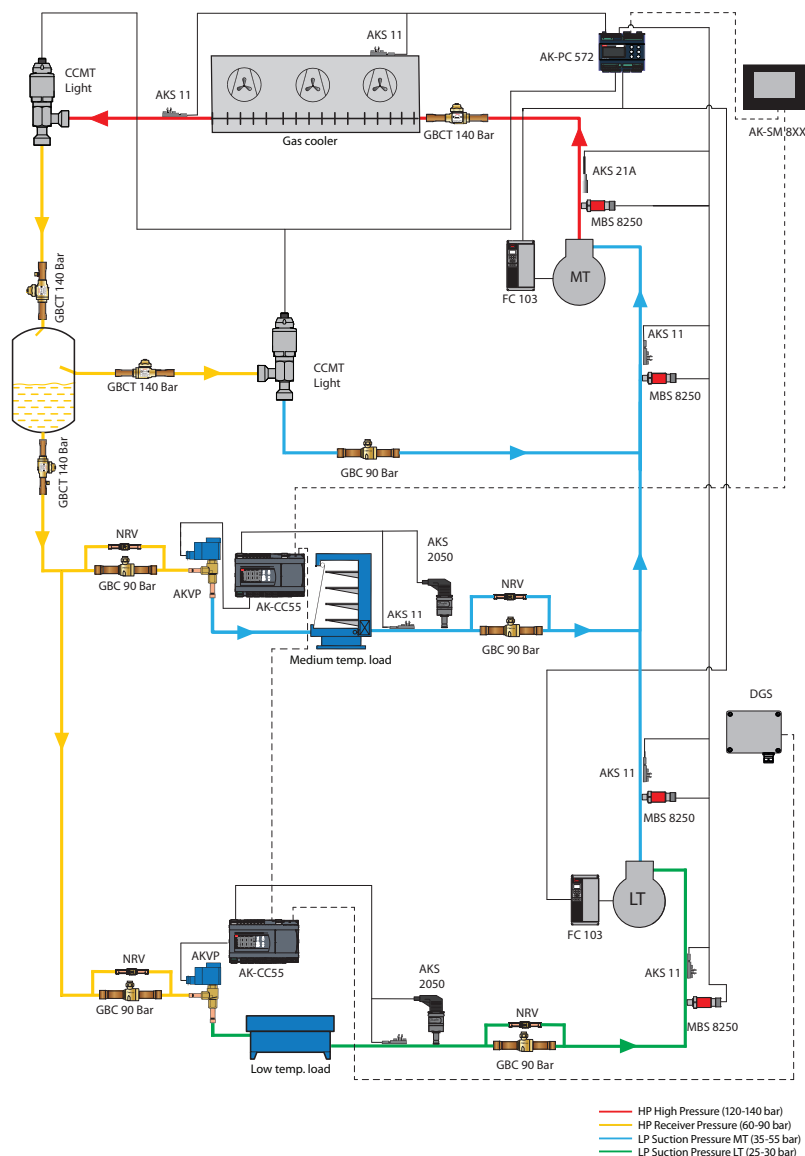 CCMT
Light
AKS 11
AKS 11
AK-PC 572
AK-SM 8XX
Gas cooler
GBCT 140 Bar
AKS 21A
MBS 8250
FC 103
MT
GBCT 140 Bar
GBCT 140 Bar
CCMT
Light
AKS 11
MBS 8250
GBCT 140 Bar
GBC 90 Bar
NRV
GBC 90 Bar
AKVP
AK-CC55
AKS
2050
AKS 11
Medium temp. load
NRV
GBC 90 Bar
DGS
AKS 11
MBS 8250
LT
FC 103
AKVP
AK-CC55
NRV
GBC 90 Bar
AKS
2050
AKS 11
MBS 8250
NRV
GBC 90 Bar
Low temp. load
HP High Pressure (120-140 bar)
HP Receiver Pressure (60-90 bar)
LP Suction Pressure MT (35-55 bar)
LP Suction Pressure LT (25-30 bar)